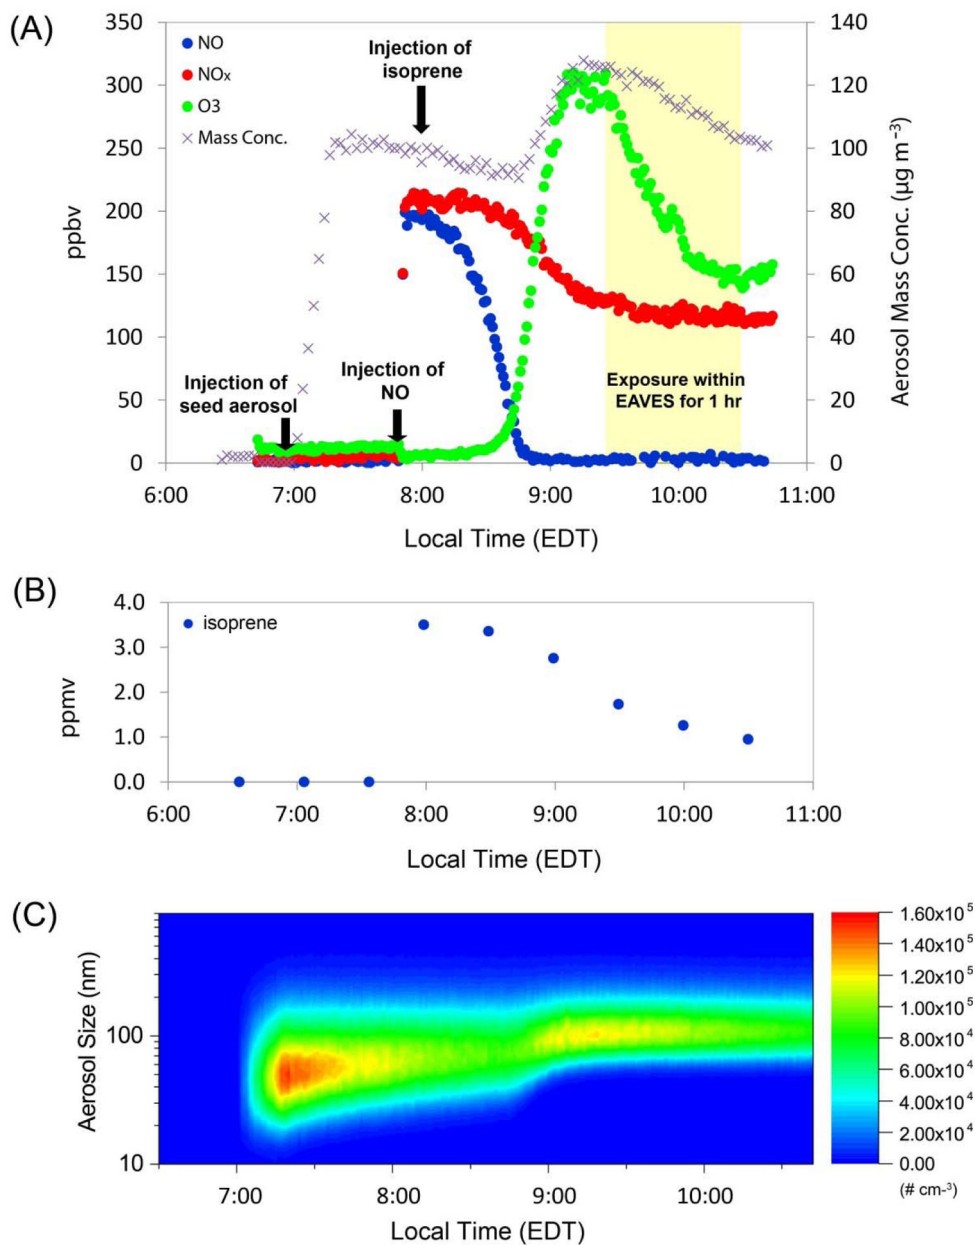 (A)
350
300
250
200
150
100
50
0
ppbv
NO
NOx
O3
Mass Conc.
Injection of
isoprene
Injection of
seed aerosol
Injection of
NO
Exposure within
EAVES for 1 hr
140
120
100
80
60
40
20
0
Aerosol Mass Conc. (µg m⁻³)
6:00 7:00 8:00 9:00 10:00 11:00
Local Time (EDT)
(B)
4.0
3.0
2.0
1.0
0.0
ppmv
isoprene
6:00 7:00 8:00 9:00 10:00 11:00
Local Time (EDT)
(C)
Aerosol Size (nm)
100
10
7:00 8:00 9:00 10:00
Local Time (EDT)
1.60x10⁵
1.40x10⁵
1.20x10⁵
1.00x10⁵
8.00x10⁴
6.00x10⁴
4.00x10⁴
2.00x10⁴
0.00
(# cm-³)